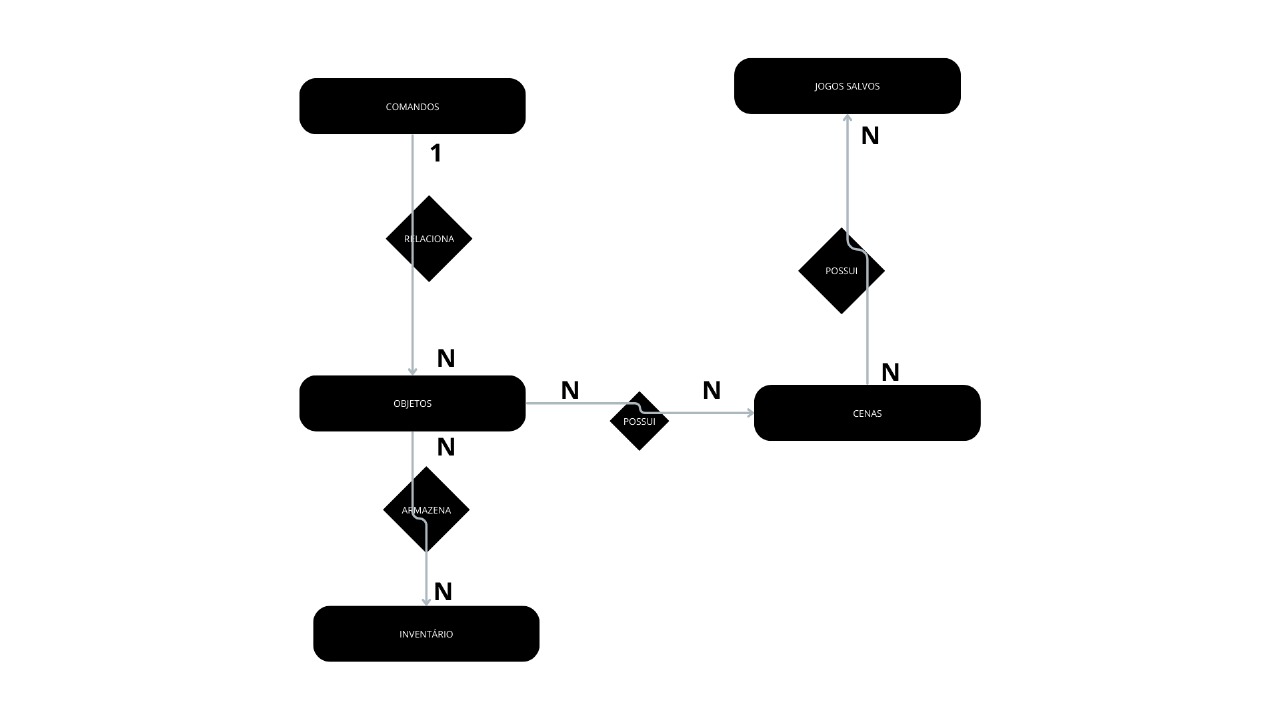 COMANDOS
1
RELACIONA
N
OBJETOS
N
ARMAZENA
N
INVENTÁRIO
N
POSSUI
N
JOGOS SALVOS
N
POSSUI
N
CENAS